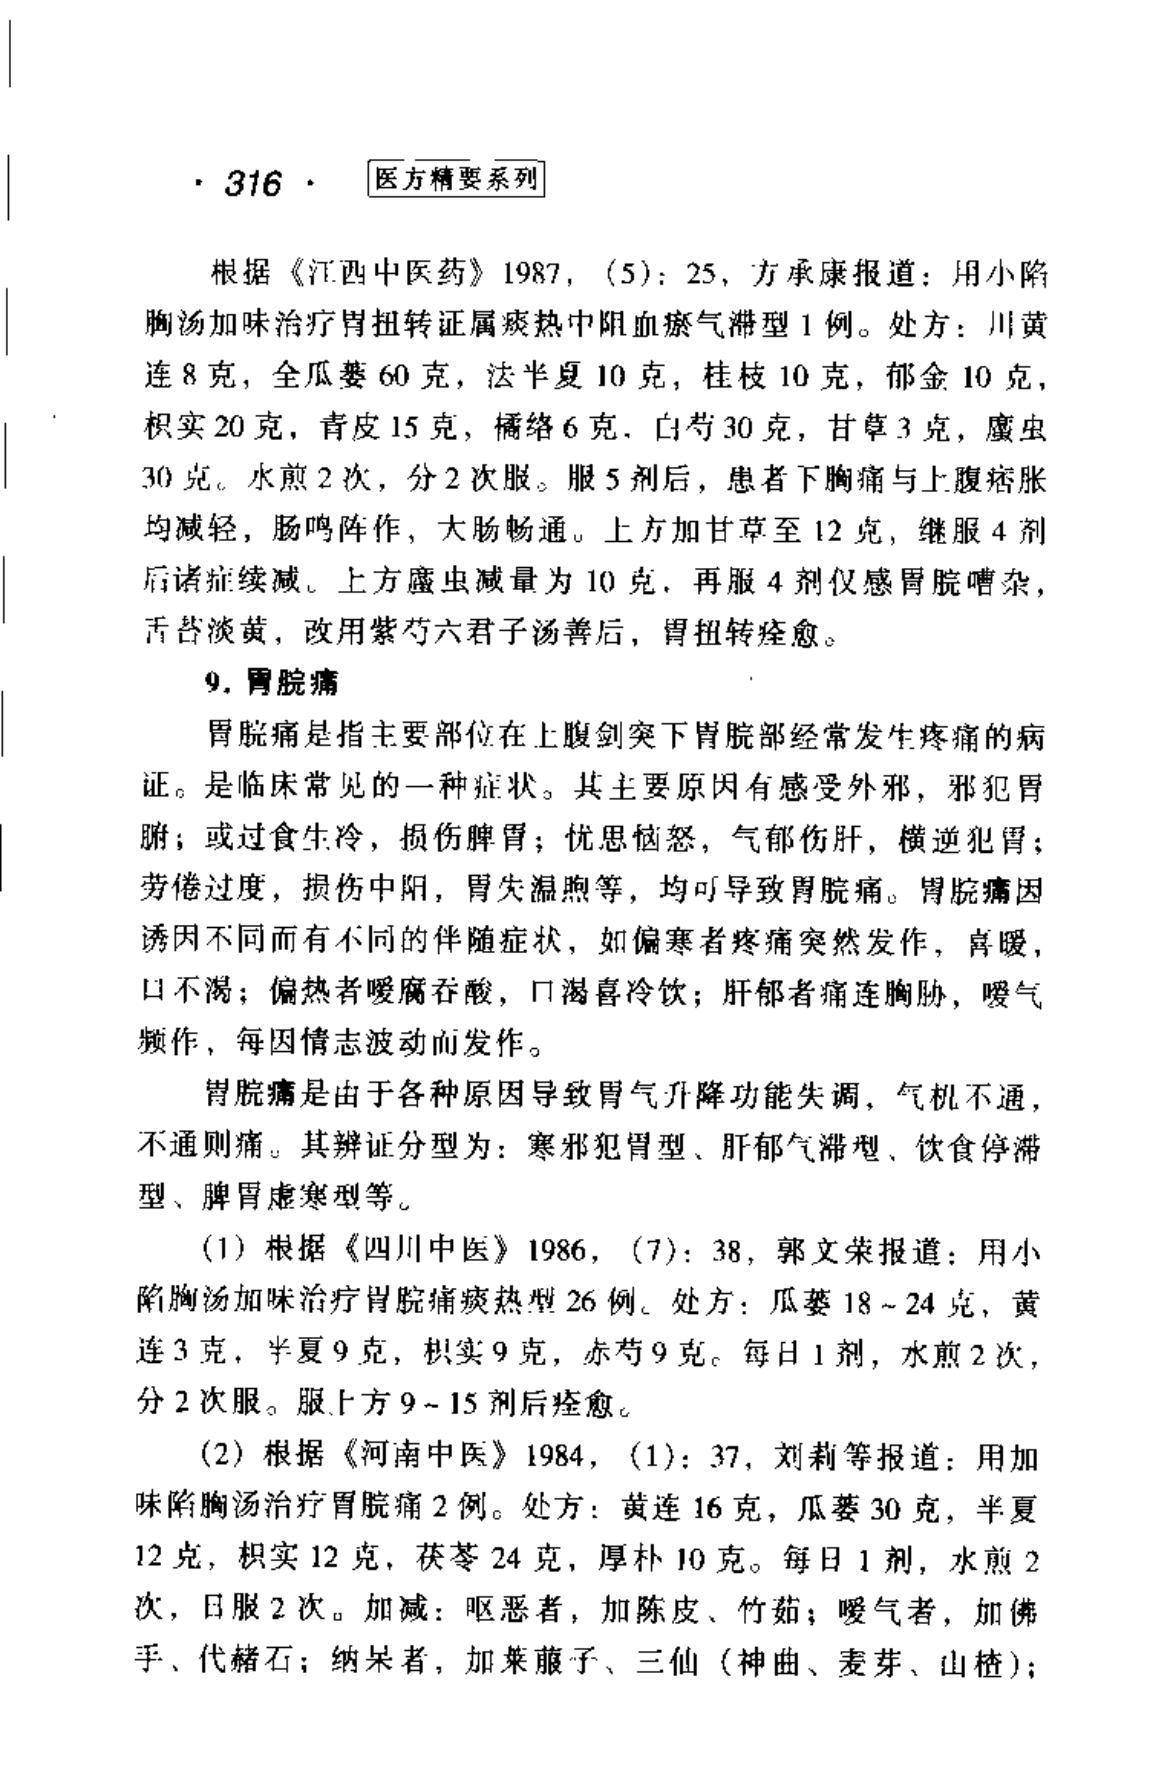 · 316 · 医方精要系列
根据《江西中医药》1987，（5）：25，方承康报道：用小陷
胸汤加味治疗胃扭转证属痰热中阻血瘀气滞型 1 例。处方：川黄
连 8 克，全瓜蒌 60 克，法半夏 10 克，桂枝 10 克，郁金 10 克，
枳实 20 克，青皮 15 克，橘络 6 克，白芍 30 克，甘草 3 克，䗪虫
30 克。水煎 2 次，分 2 次服。服 5 剂后，患者下胸痛与上腹痞胀
均减轻，肠鸣阵作，大肠畅通。上方加甘草至 12 克，继服 4 剂
后诸症续减。上方䗪虫减量为 10 克，再服 4 剂仅感胃脘嘈杂，
舌苔淡黄，改用紫芍六君子汤善后，胃扭转痊愈。
9. 胃脘痛
胃脘痛是指主要部位在上腹剑突下胃脘部经常发生疼痛的病
证。是临床常见的一种症状。其主要原因有感受外邪，邪犯胃
腑；或过食生冷，损伤脾胃；忧思恼怒，气郁伤肝，横逆犯胃；
劳倦过度，损伤中阳，胃失温煦等，均可导致胃脘痛。胃脘痛因
诱因不同而有不同的伴随症状，如偏寒者疼痛突然发作，喜暖，
口不渴；偏热者嗳腐吞酸，口渴喜冷饮；肝郁者痛连胸胁，嗳气
频作，每因情志波动而发作。
胃脘痛是由于各种原因导致胃气升降功能失调，气机不通，
不通则痛。其辨证分型为：寒邪犯胃型、肝郁气滞型、饮食停滞
型、脾胃虚寒型等。
（1）根据《四川中医》1986，（7）：38，郭文荣报道：用小
陷胸汤加味治疗胃脘痛痰热型 26 例。处方：瓜蒌 18～24 克，黄
连 3 克，半夏 9 克，枳实 9 克，赤芍 9 克。每日 1 剂，水煎 2 次，
分 2 次服。服上方 9～15 剂后痊愈。
（2）根据《河南中医》1984，（1）：37，刘莉等报道：用加
味陷胸汤治疗胃脘痛 2 例。处方：黄连 16 克，瓜蒌 30 克，半夏
12 克，枳实 12 克，茯苓 24 克，厚朴 10 克。每日 1 剂，水煎 2
次，日服 2 次。加减：呕恶者，加陈皮、竹茹；嗳气者，加佛
手、代赭石；纳呆者，加莱菔子、三仙（神曲、麦芽、山楂）；